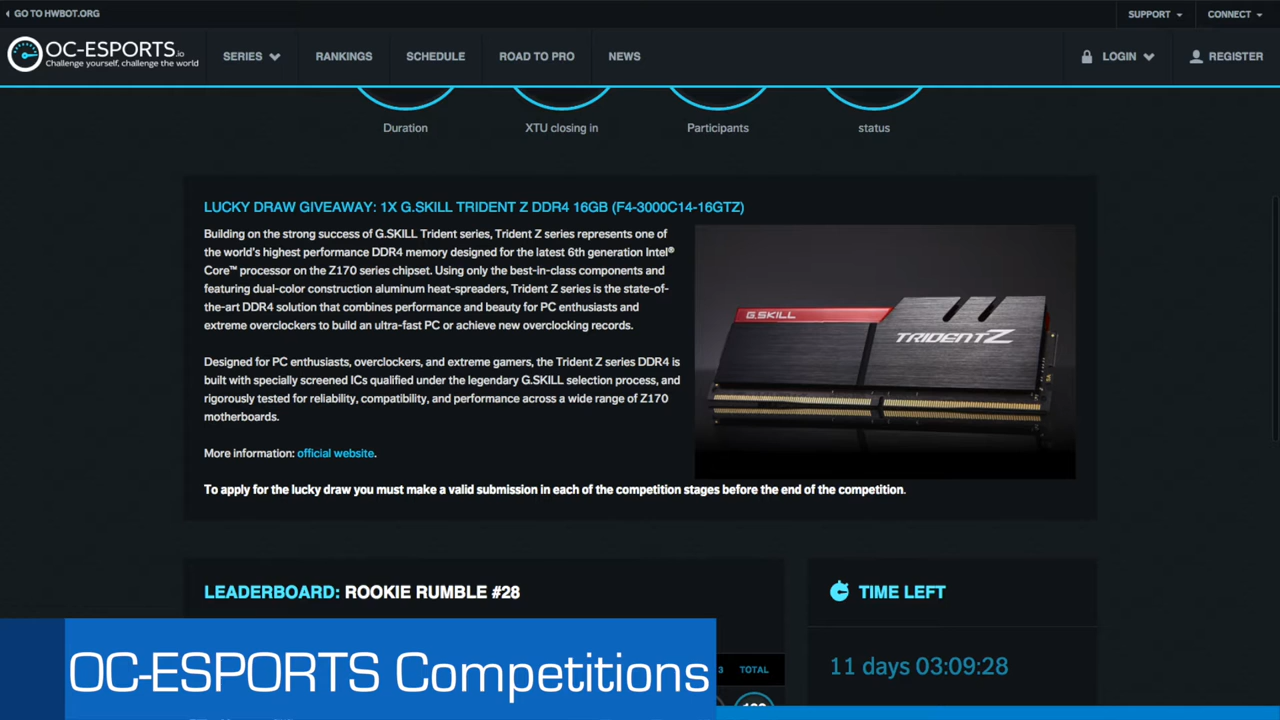 GO TO HWBOT.ORG
SUPPORT
CONNECT
OC-ESPORTS.io
Challenge yourself, challenge the world
SERIES
RANKINGS
SCHEDULE
ROAD TO PRO
NEWS
LOGIN
REGISTER
Duration
XTU closing in
Participants
status
LUCKY DRAW GIVEAWAY: 1X G.SKILL TRIDENT Z DDR4 16GB (F4-3000C14-16GTZ)
Building on the strong success of G.SKILL Trident series, Trident Z series represents one of
the world's highest performance DDR4 memory designed for the latest 6th generation Intel®
Core™ processor on the Z170 series chipset. Using only the best-in-class components and
featuring dual-color construction aluminum heat-spreaders, Trident Z series is the state-of-
the-art DDR4 solution that combines performance and beauty for PC enthusiasts and
extreme overclockers to build an ultra-fast PC or achieve new overclocking records.
Designed for PC enthusiasts, overclockers, and extreme gamers, the Trident Z series DDR4 is
built with specially screened ICs qualified under the legendary G.SKILL selection process, and
rigorously tested for reliability, compatibility, and performance across a wide range of Z170
motherboards.
More information: official website.
G.SKILL
TRIDENTZ
To apply for the lucky draw you must make a valid submission in each of the competition stages before the end of the competition.
LEADERBOARD: ROOKIE RUMBLE #28
TIME LEFT
11 days 03:09:28
3
TOTAL
OC-ESPORTS Competitions